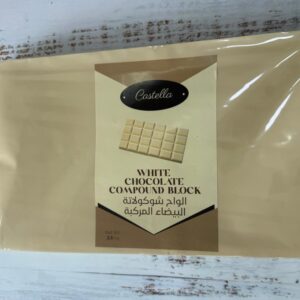 Castella
WHITE
CHOCOLATE
COMPOUND BLOCK
الواح شوكولاتة
البيضاء المركبة